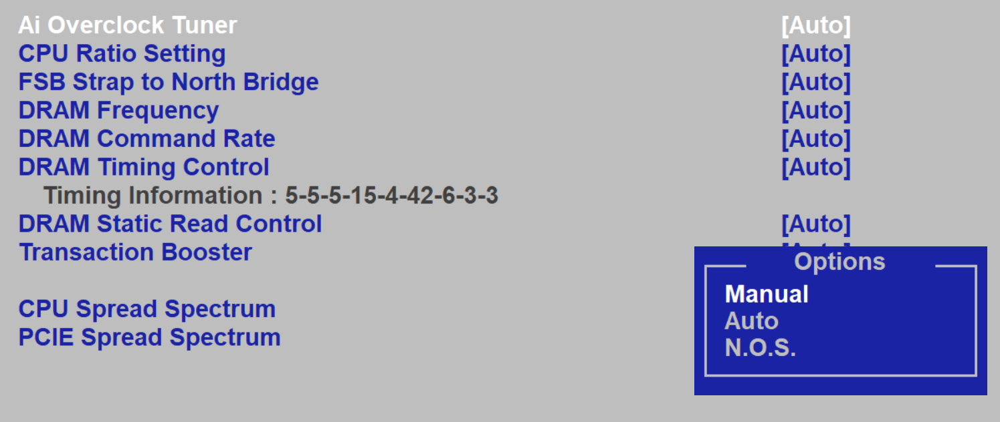 Ai Overclock Tuner [Auto]
CPU Ratio Setting [Auto]
FSB Strap to North Bridge [Auto]
DRAM Frequency [Auto]
DRAM Command Rate [Auto]
DRAM Timing Control [Auto]
Timing Information : 5-5-5-15-4-42-6-3-3
DRAM Static Read Control [Auto]
Transaction Booster
Options
Manual
CPU Spread Spectrum
Auto
PCIE Spread Spectrum
N.O.S.